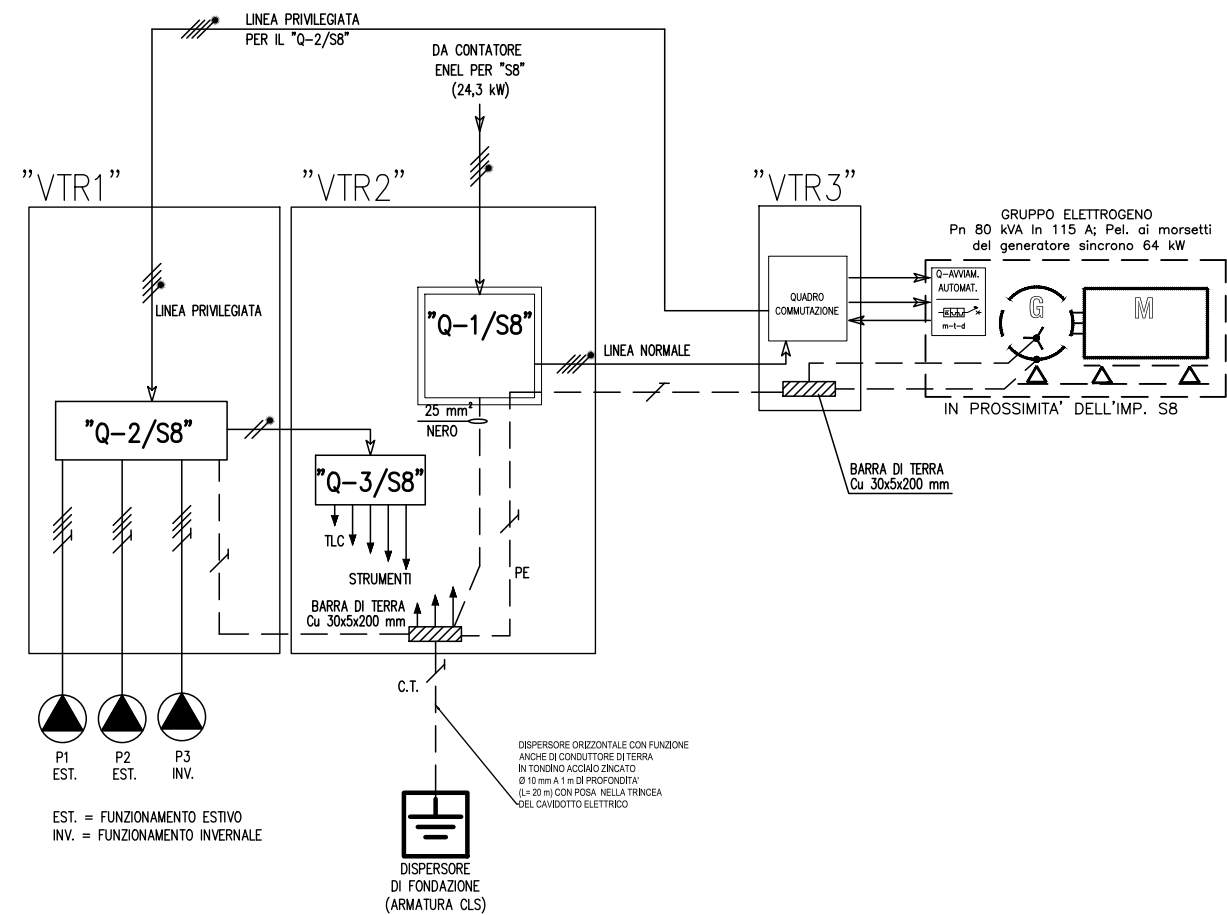 LINEA PRIVILEGIATA
PER IL "Q-2/S8"
DA CONTATORE
ENEL PER "S8"
(24,3 kW)
"VTR1"
"VTR2"
"VTR3"
GRUPPO ELETTROGENO
Pn 80 kVA In 115 A; Pel. ai morsetti
del generatore sincrono 64 kW
LINEA PRIVILEGIATA
"Q-1/S8"
QUADRO
COMMUTAZIONE
Q-AVVIAM.
AUTOMAT.
m-t-d
G
M
LINEA NORMALE
25 mm²
NERO
IN PROSSIMITA' DELL'IMP. S8
"Q-2/S8"
"Q-3/S8"
BARRA DI TERRA
Cu 30x5x200 mm
TLC
STRUMENTI
PE
BARRA DI TERRA
Cu 30x5x200 mm
C.T.
P1
EST.
P2
EST.
P3
INV.
DISPERSORE ORIZZONTALE CON FUNZIONE
ANCHE DI CONDUTTORE DI TERRA
IN TONDINO ACCIAIO ZINCATO
Ø 10 mm A 1 m DI PROFONDITA'
(L= 20 m) CON POSA NELLA TRINCEA
DEL CAVIDOTTO ELETTRICO
EST. = FUNZIONAMENTO ESTIVO
INV. = FUNZIONAMENTO INVERNALE
DISPERSORE
DI FONDAZIONE
(ARMATURA CLS)